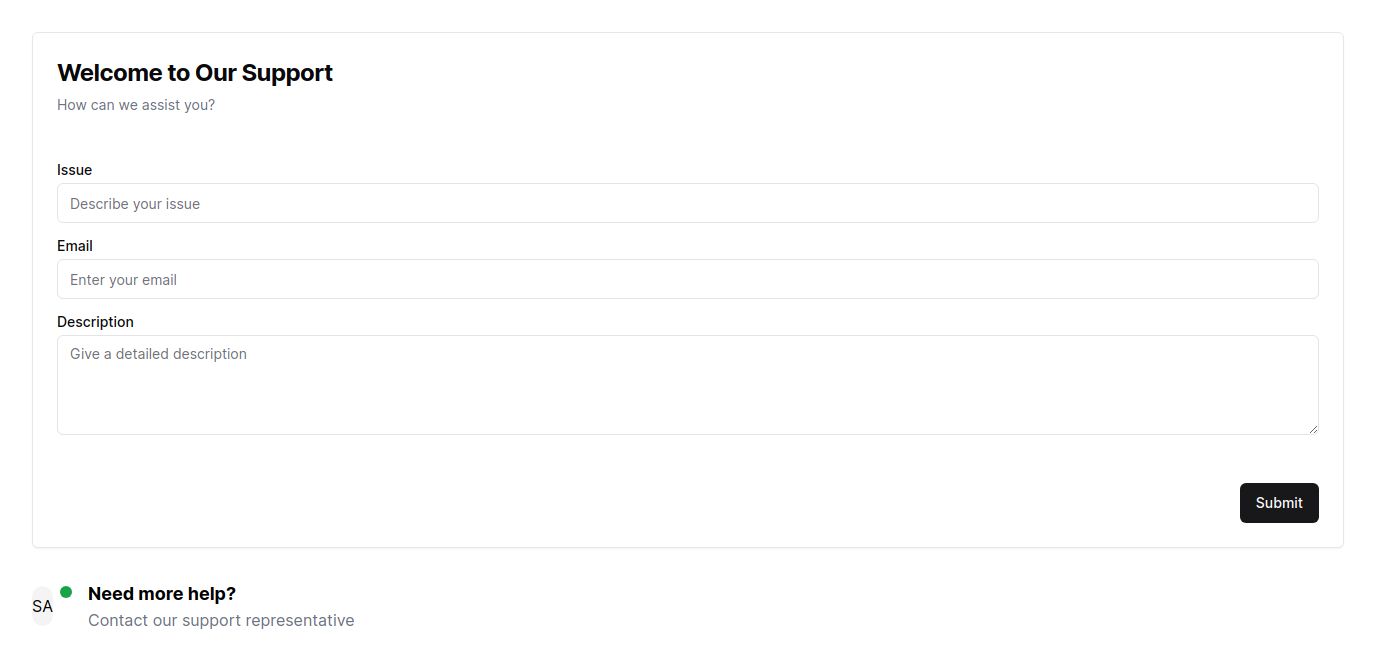 Welcome to Our Support
How can we assist you?
Issue
Describe your issue
Email
Enter your email
Description
Give a detailed description
Submit
SA
Need more help?
Contact our support representative